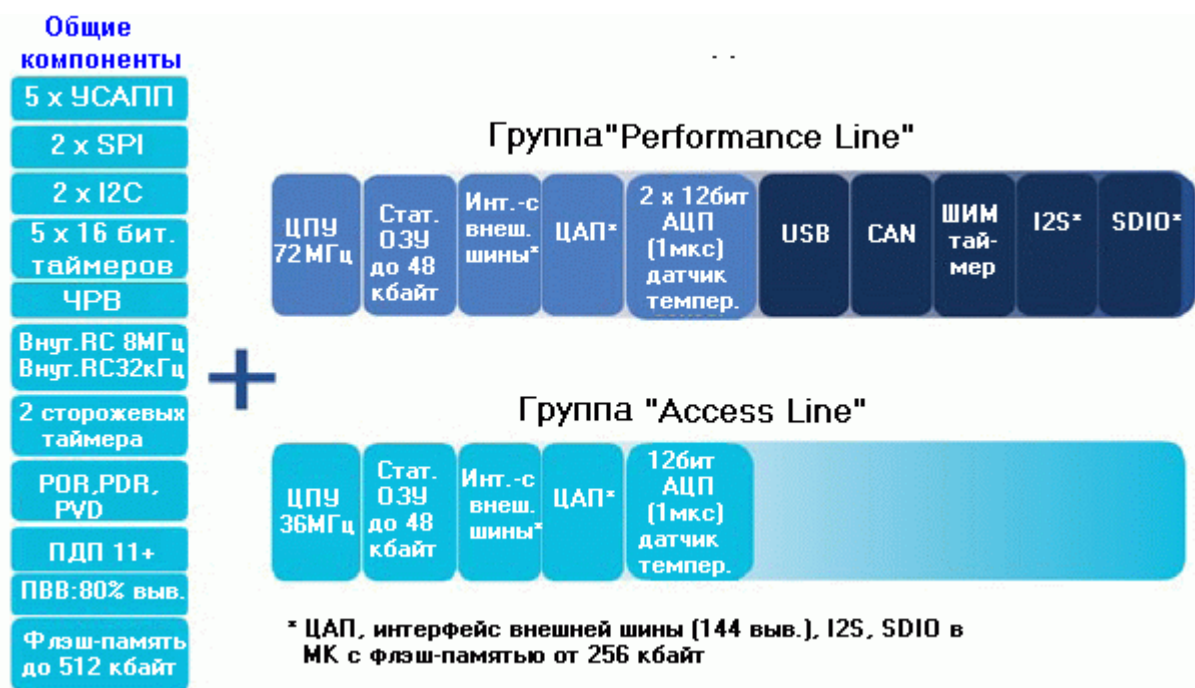 Общие
компоненты
5 x УСАПП
2 x SPI
2 x I2C
5 x 16 бит.
таймеров
ЧРВ
Внут.RC 8МГц
Внут.RC32кГц
2 сторожевых
таймера
POR,PDR,
PVD
ПДП 11+
ПВВ:80% выв.
Флэш-память
до 512 кбайт
+
Группа"Performance Line"
ЦПУ
72МГц
Стат.
ОЗУ
до 48
кбайт
Инт.-с
внеш.
шины*
ЦАП*
2 x 12бит
АЦП
(1мкс)
датчик
темпер.
USB
CAN
ШИМ
тай-
мер
I2S*
SDIO*
Группа "Access Line"
ЦПУ
36МГц
Стат.
ОЗУ
до 48
кбайт
Инт.-с
внеш.
шины*
ЦАП*
12бит
АЦП
(1мкс)
датчик
темпер.
* ЦАП, интерфейс внешней шины (144 выв.), I2S, SDIO в
МК с флэш-памятью от 256 кбайт